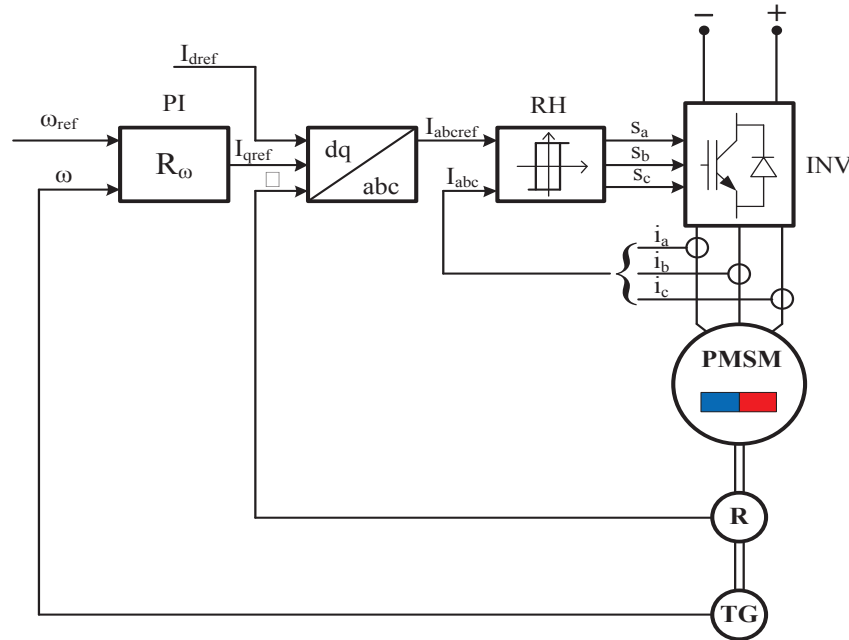 − +
I_dref
PI
RH
ω_ref
R_ω
I_qref
dq
abc
I_abcref
I_abc
s_a
s_b
s_c
INV
ω
i_a
i_b
i_c
PMSM
R
TG